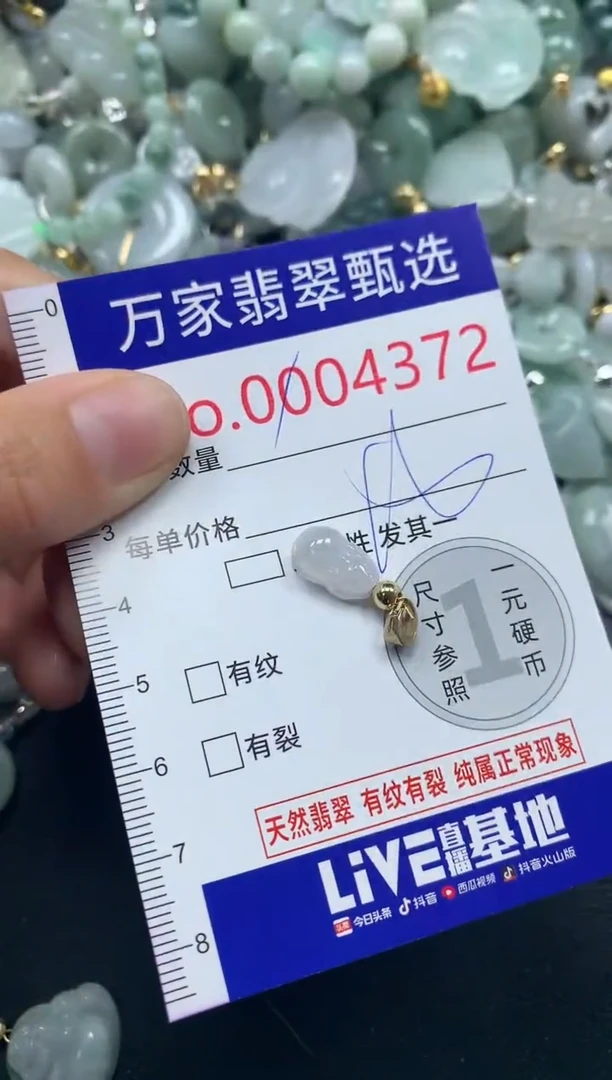 0
万家翡翠甄选
o.0004372
数量
3
每单价格
性 发其一
4
尺寸参照
1
一元硬币
5
有纹
6
有裂
天然翡翠 有纹有裂 纯属正常现象
7
LiVE直播基地
头条 今日头条 抖音 西瓜视频 抖音火山版
8